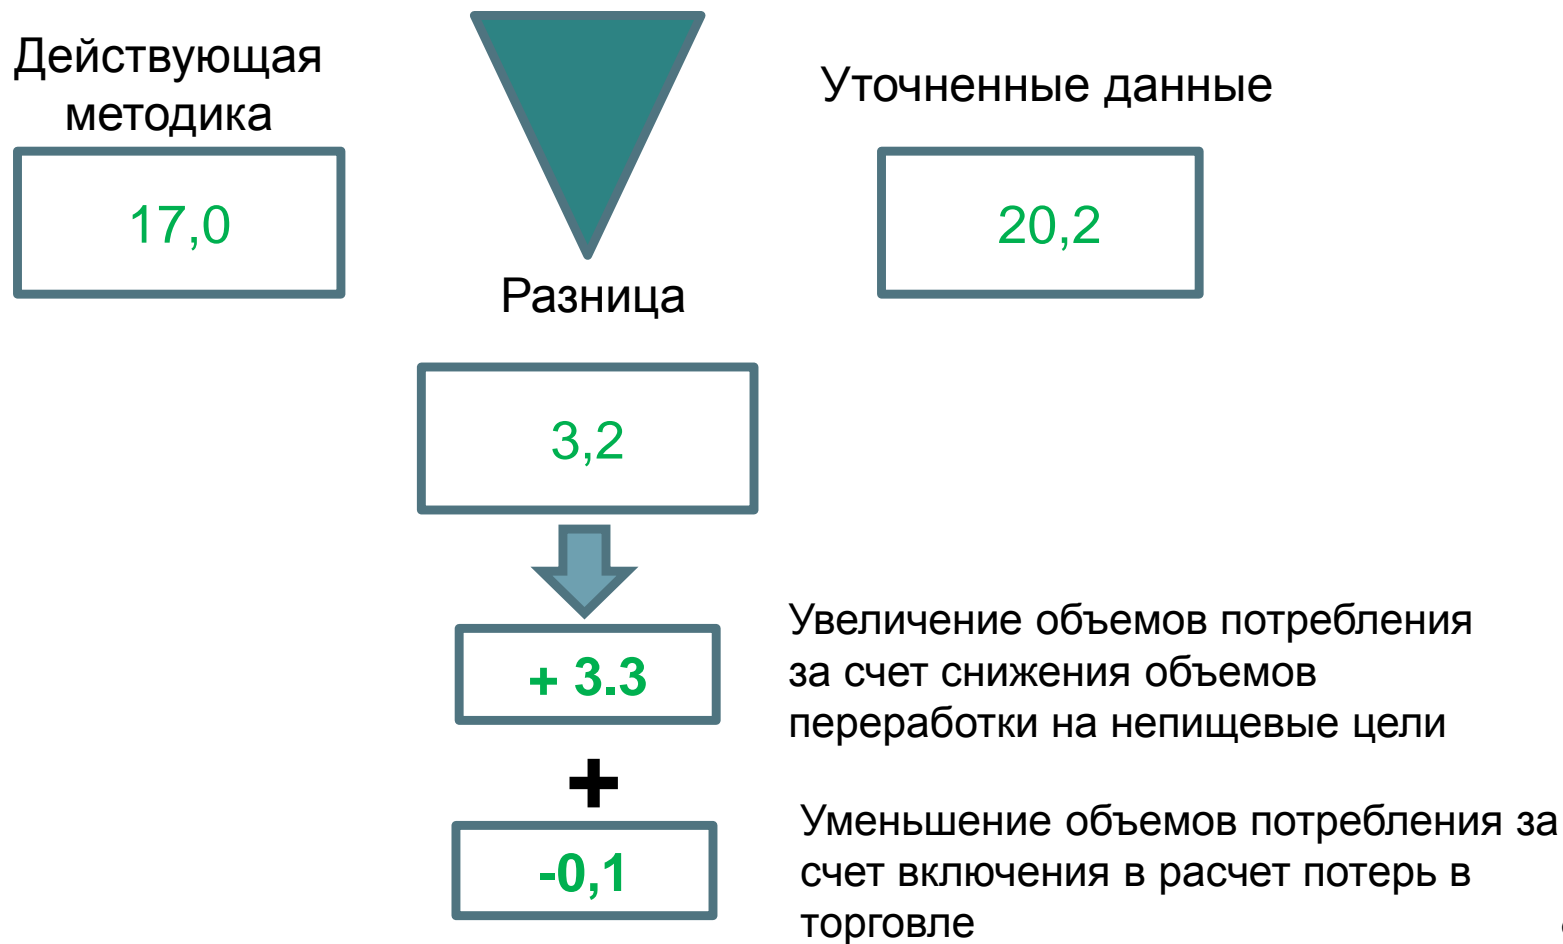 Действующая
методика
Уточненные данные
17,0
20,2
Разница
3,2
+ 3.3
Увеличение объемов потребления
за счет снижения объемов
переработки на непищевые цели
+
-0,1
Уменьшение объемов потребления за
счет включения в расчет потерь в
торговле